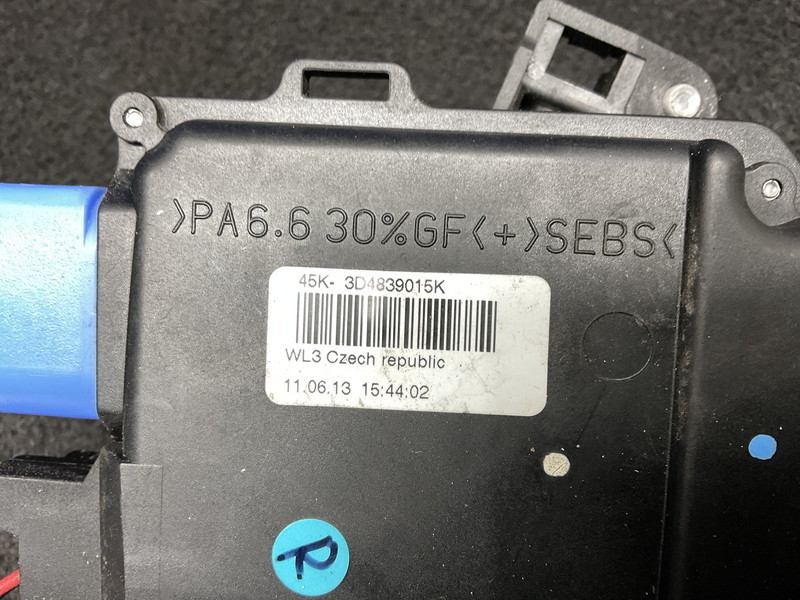 >PA6.6 30%GF<+>SEBS<
45K- 3D4839015K
WL3 Czech republic
11.06.13 15:44:02
R